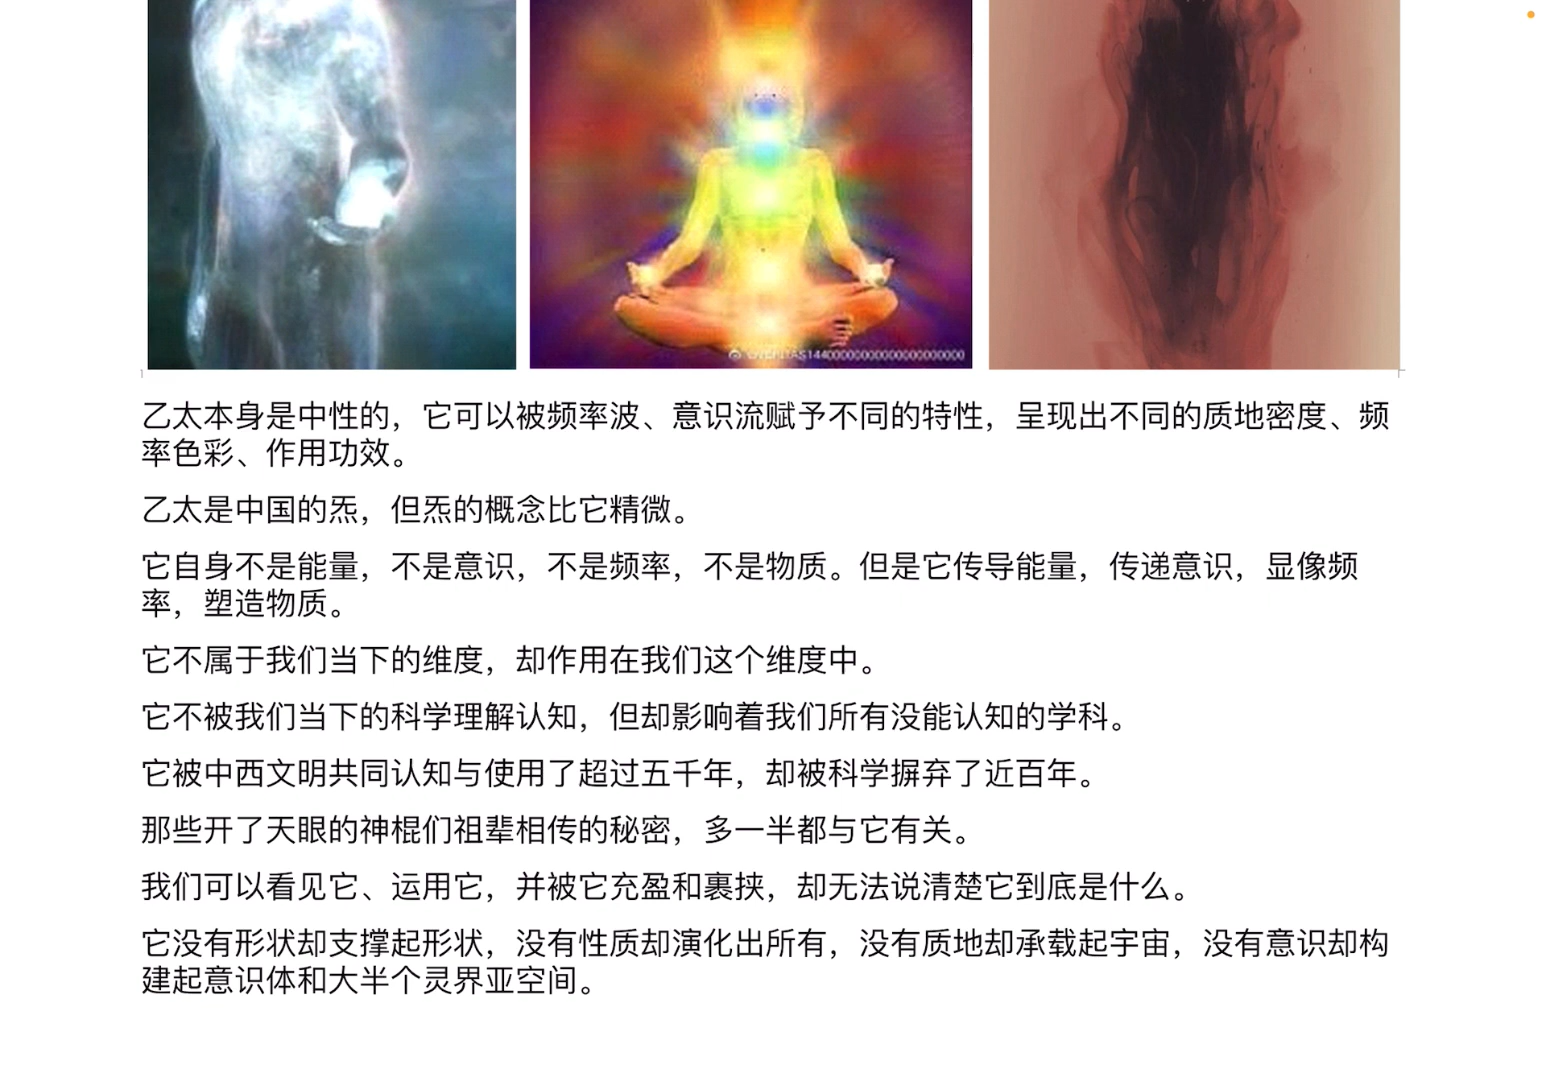 乙太本身是中性的，它可以被频率波、意识流赋予不同的特性，呈现出不同的质地密度、频
率色彩、作用功效。
乙太是中国的炁，但炁的概念比它精微。
它自身不是能量，不是意识，不是频率，不是物质。但是它传导能量，传递意识，显像频
率，塑造物质。
它不属于我们当下的维度，却作用在我们这个维度中。
它不被我们当下的科学理解认知，但却影响着我们所有没能认知的学科。
它被中西文明共同认知与使用了超过五千年，却被科学摒弃了近百年。
那些开了天眼的神棍们祖辈相传的秘密，多一半都与它有关。
我们可以看见它、运用它，并被它充盈和裹挟，却无法说清楚它到底是什么。
它没有形状却支撑起形状，没有性质却演化出所有，没有质地却承载起宇宙，没有意识却构
建起意识体和大半个灵界亚空间。